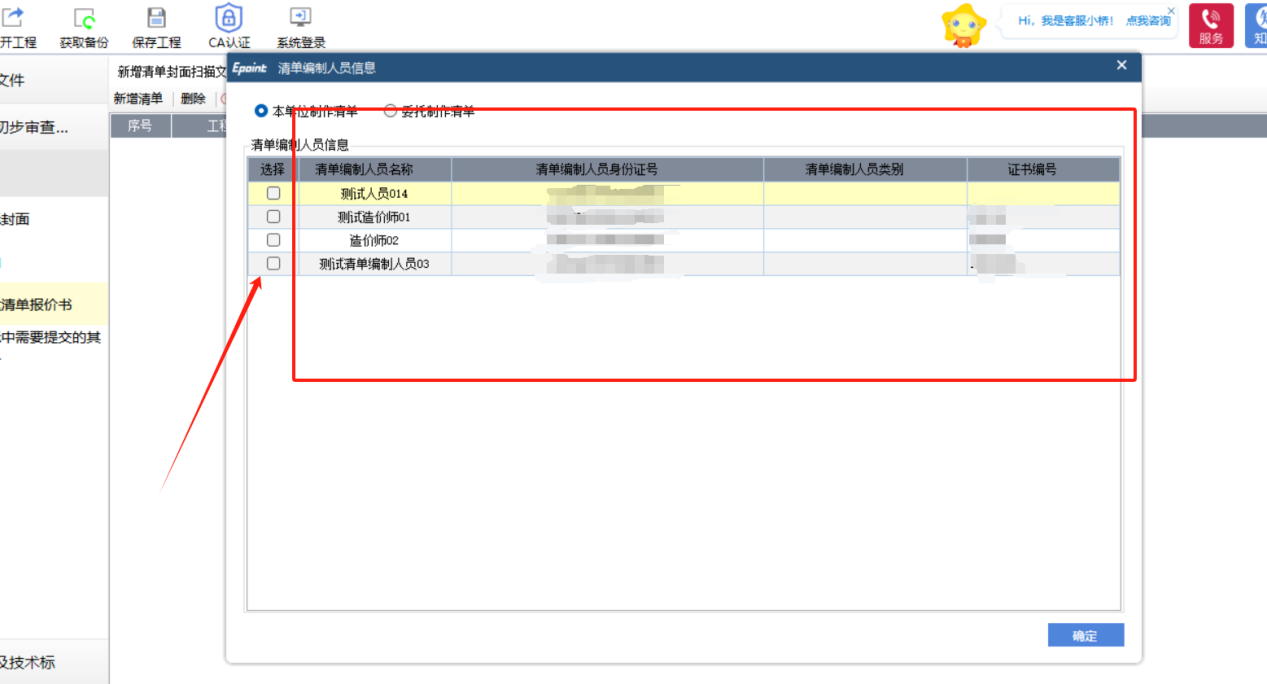 开工程 获取备份 保存工程 CA认证 系统登录
Hi，我是客服小桥！ 点我咨询
服务
知
文件
新增清单封面扫描文
新增清单 删除
Epoint 清单编制人员信息
序号 工程
初步审查...
本单位制作清单 委托制作清单
清单编制人员信息
选择 清单编制人员名称 清单编制人员身份证号 清单编制人员类别 证书编号
测试人员014
测试造价师01
造价师02
测试清单编制人员03
封面
清单报价书
中需要提交的其
及技术标
确定